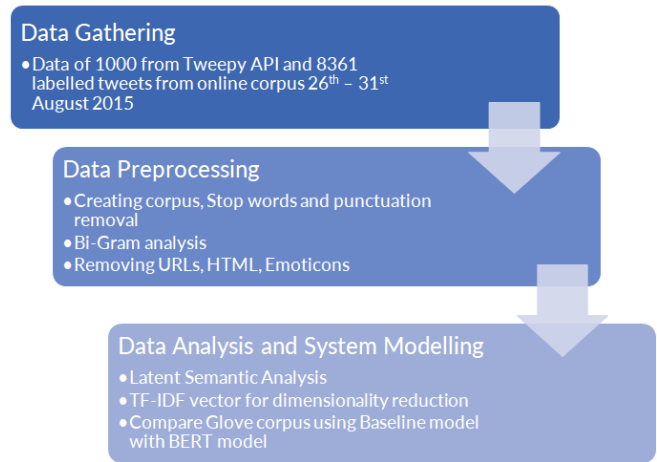 Data Gathering
•Data of 1000 from Tweepy API and 8361
labelled tweets from online corpus 26th – 31st
August 2015
Data Preprocessing
•Creating corpus, Stop words and punctuation
removal
•Bi-Gram analysis
•Removing URLs, HTML, Emoticons
Data Analysis and System Modelling
•Latent Semantic Analysis
•TF-IDF vector for dimensionality reduction
•Compare Glove corpus using Baseline model
with BERT model